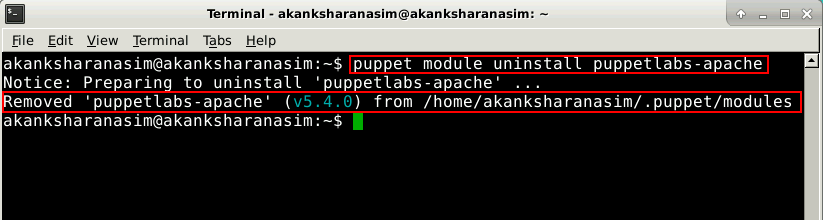 Terminal - akanksharanasim@akanksharanasim: ~
File Edit View Terminal Tabs Help
akanksharanasim@akanksharanasim:~$ puppet module uninstall puppetlabs-apache
Notice: Preparing to uninstall 'puppetlabs-apache' ...
Removed 'puppetlabs-apache' (v5.4.0) from /home/akanksharanasim/.puppet/modules
akanksharanasim@akanksharanasim:~$